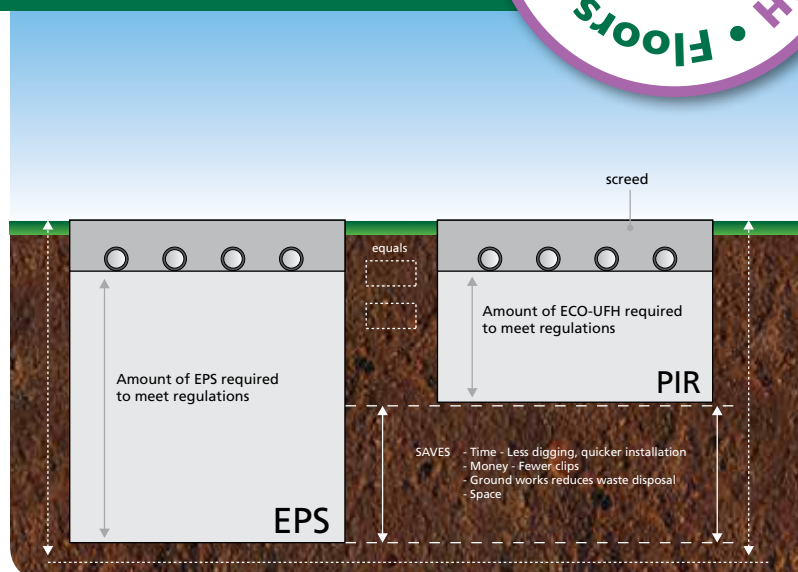 Floors •
H
screed
equals
Amount of EPS required
to meet regulations
EPS
Amount of ECO-UFH required
to meet regulations
PIR
SAVES - Time - Less digging, quicker installation
- Money - Fewer clips
- Ground works reduces waste disposal
- Space